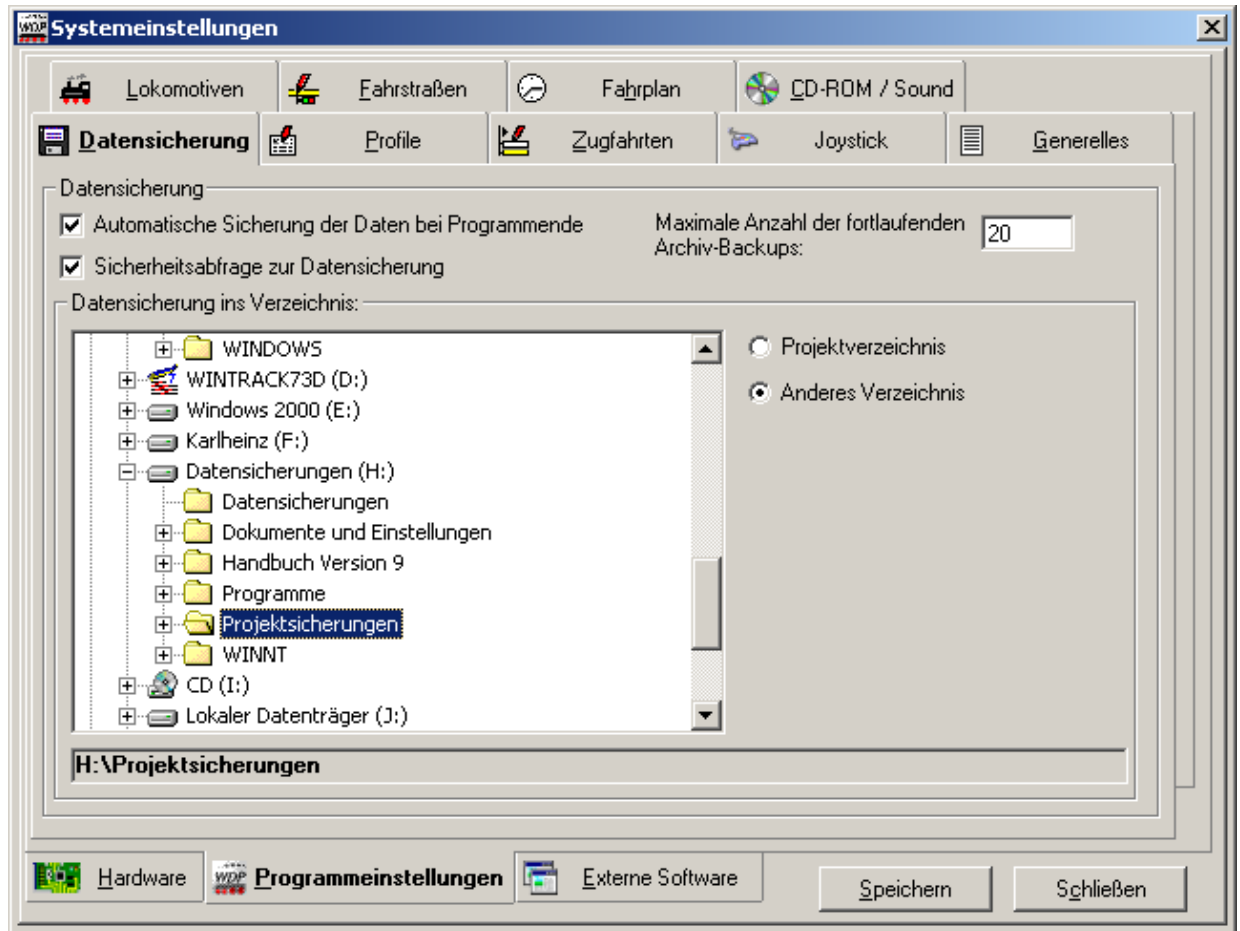 WDP Systemeinstellungen
Lokomotiven Fahrstraßen Fahrplan CD-ROM / Sound
Datensicherung Profile Zugfahrten Joystick Generelles
Datensicherung
Automatische Sicherung der Daten bei Programmende
Maximale Anzahl der fortlaufenden
Archiv-Backups:
20
Sicherheitsabfrage zur Datensicherung
Datensicherung ins Verzeichnis:
WINDOWS
WINTRACK73D (D:)
Windows 2000 (E:)
Karlheinz (F:)
Datensicherungen (H:)
Datensicherungen
Dokumente und Einstellungen
Handbuch Version 9
Programme
Projektsicherungen
WINNT
CD (I:)
Lokaler Datenträger (J:)
Projektverzeichnis
Anderes Verzeichnis
H:\Projektsicherungen
Hardware WDP Programmeinstellungen Externe Software
Speichern Schließen